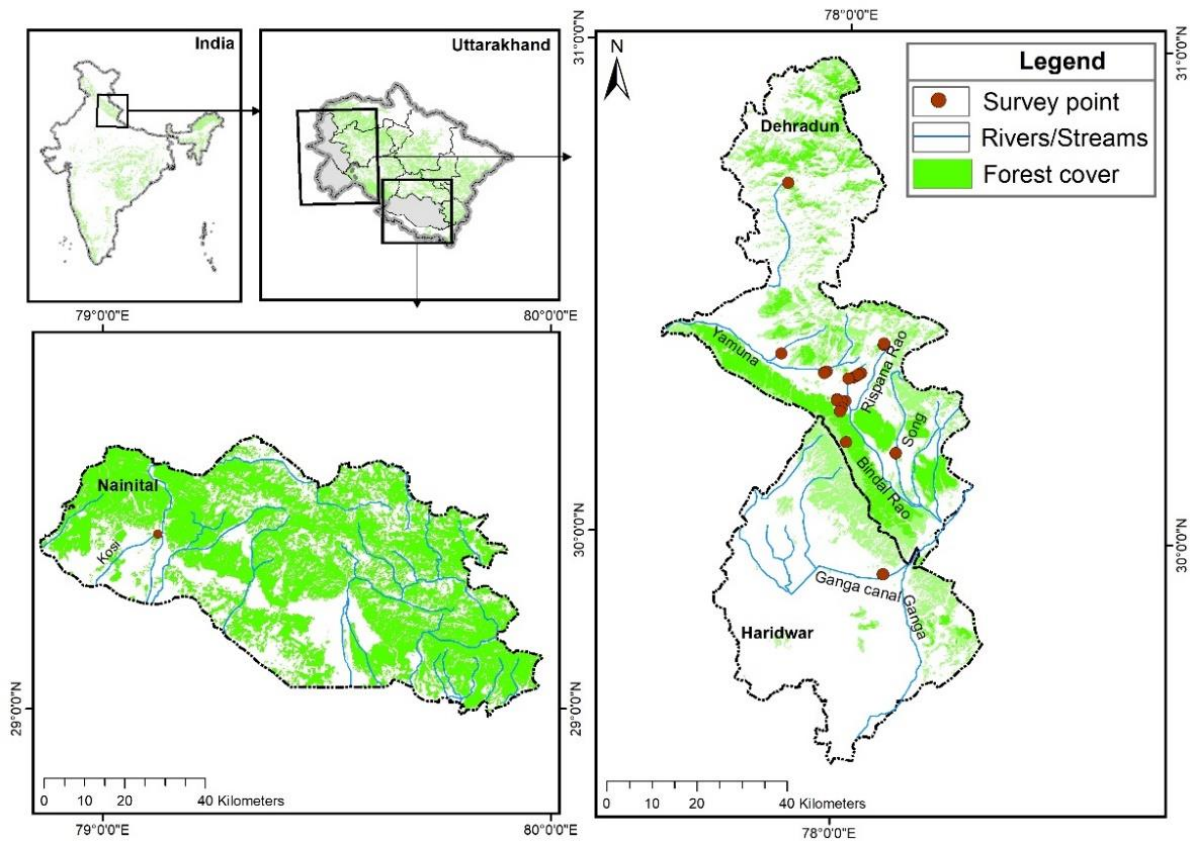 India
Uttarakhand
79°0'0"E
80°0'0"E
Nainital
Kosi
29°0'0"N
29°0'0"N
0 10 20 40 Kilometers
79°0'0"E
80°0'0"E
78°0'0"E
31°0'0"N
31°0'0"N
N
Legend
Survey point
Rivers/Streams
Forest cover
Dehradun
Yamuna
Rispana Rao
Song
Bindal Rao
30°0'0"N
30°0'0"N
Ganga canal
Ganga
Haridwar
0 10 20 40 Kilometers
78°0'0"E